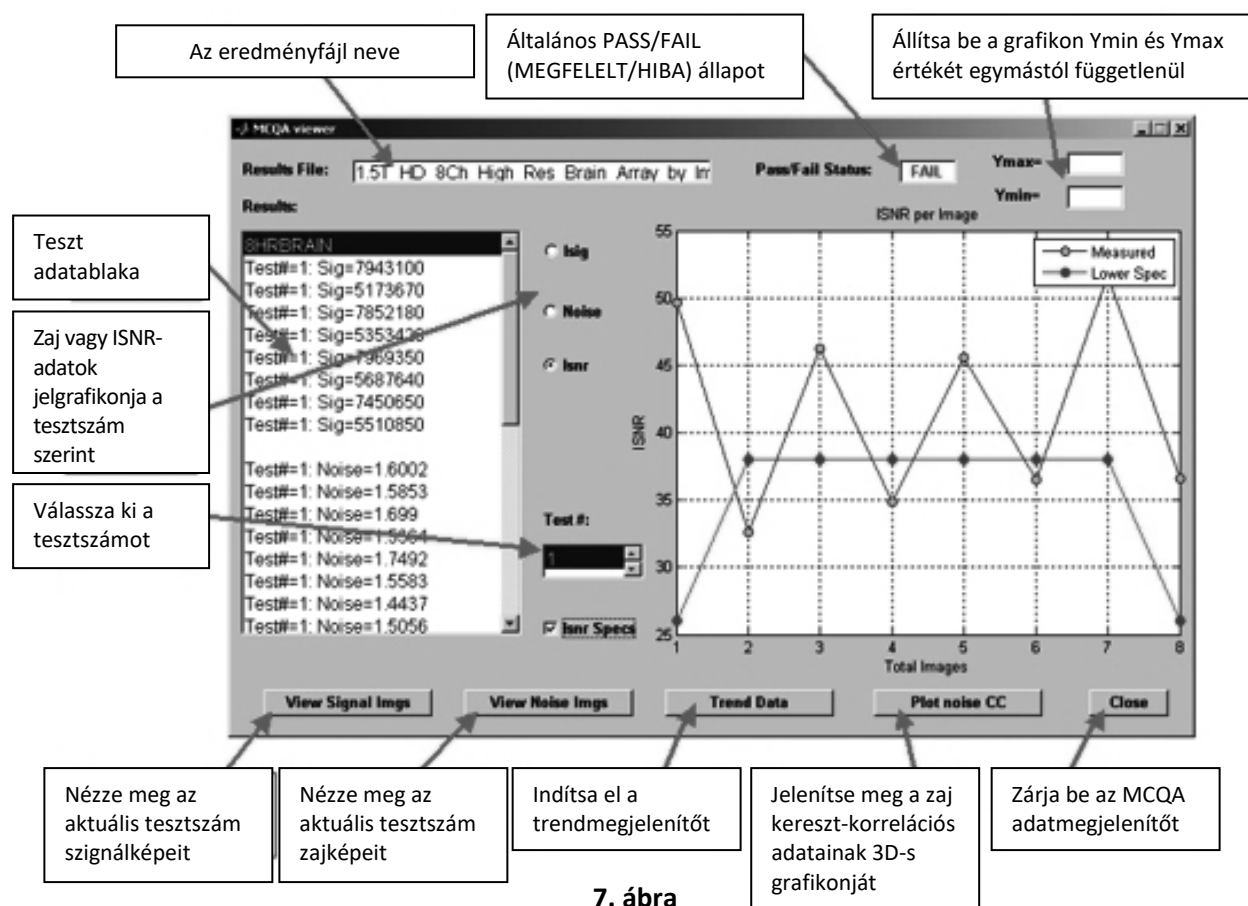 Az eredményfájl neve
Általános PASS/FAIL
(MEGFELELT/HIBA) állapot
Állítsa be a grafikon Ymin és Ymax
értékét egymástól függetlenül
MCQA viewer
Results File:
1.5T HD 8Ch High Res Brain Array by Im
Pass/Fail Status:
FAIL
Ymax=
Ymin=
Results:
Teszt
adatablaka
Zaj vagy ISNR-
adatok
jelgrafikonja a
tesztszám
szerint
Válassza ki a
tesztszámot
8HRBRAIN
Test#=1: Sig=7943100
Test#=1: Sig=5173670
Test#=1: Sig=7852180
Test#=1: Sig=5353420
Test#=1: Sig=7969350
Test#=1: Sig=5687640
Test#=1: Sig=7450650
Test#=1: Sig=5510850
Test#=1: Noise=1.6002
Test#=1: Noise=1.5853
Test#=1: Noise=1.699
Test#=1: Noise=1.5364
Test#=1: Noise=1.7492
Test#=1: Noise=1.5583
Test#=1: Noise=1.4437
Test#=1: Noise=1.5056
Isig
Noise
Isnr
Test #:
1
Isnr Specs
ISNR per Image
Measured
Lower Spec
55
50
45
40
35
30
25
ISNR
1 2 3 4 5 6 7 8
Total Images
View Signal Imgs
View Noise Imgs
Trend Data
Plot noise CC
Close
Nézze meg az
aktuális tesztszám
szignálképeit
Nézze meg az
aktuális tesztszám
zajképeit
Indítsa el a
trendmegjelenítőt
Jelenítse meg a zaj
kereszt-korrelációs
adatainak 3D-s
grafikonját
Zárja be az MCQA
adatmegjelenítőt
7. ábra